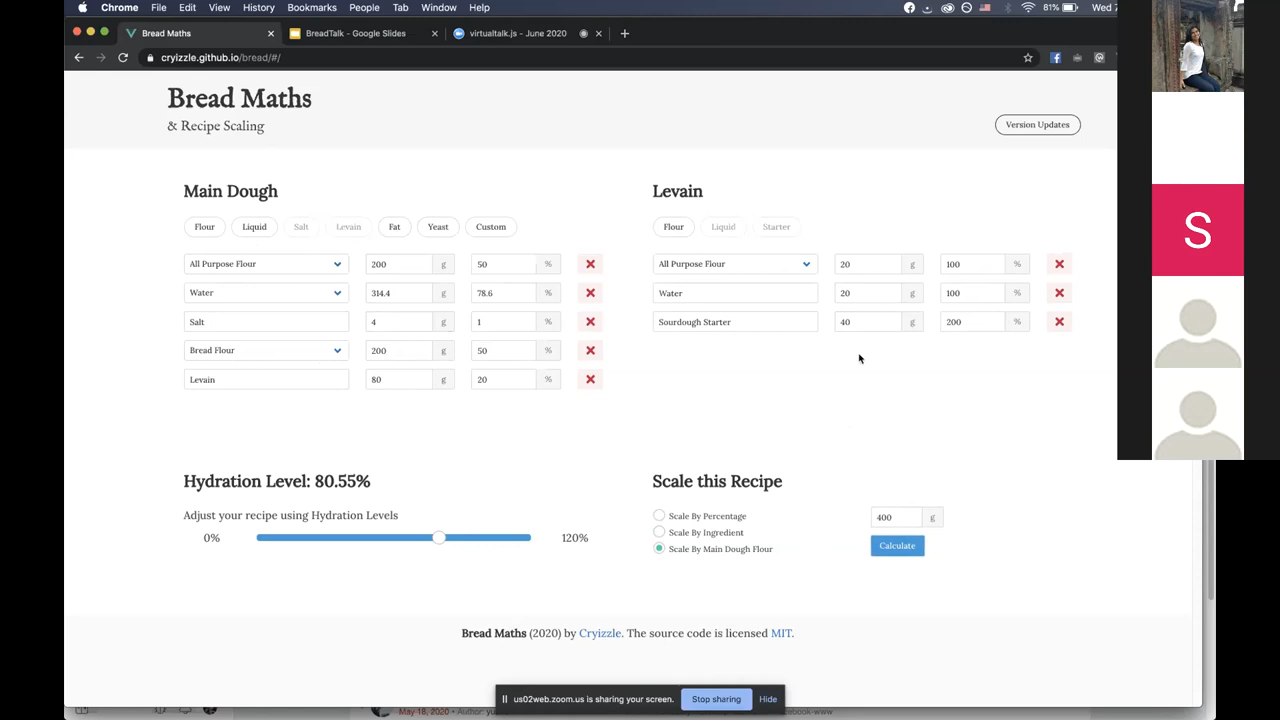 Chrome File Edit View History Bookmarks People Tab Window Help 81% Wed
Bread Maths BreadTalk - Google Slides virtualtalk.js - June 2020
cryizzle.github.io/bread/#/
Bread Maths
& Recipe Scaling
Version Updates
Main Dough
Flour Liquid Salt Levain Fat Yeast Custom
All Purpose Flour 200 g 50 %
Water 314.4 g 78.6 %
Salt 4 g 1 %
Bread Flour 200 g 50 %
Levain 80 g 20 %
Levain
Flour Liquid Starter
All Purpose Flour 20 g 100 %
Water 20 g 100 %
Sourdough Starter 40 g 200 %
S
Hydration Level: 80.55%
Adjust your recipe using Hydration Levels
0% 120%
Scale this Recipe
Scale By Percentage
Scale By Ingredient
Scale By Main Dough Flour
400 g
Calculate
Bread Maths (2020) by Cryizzle. The source code is licensed MIT.
us02web.zoom.us is sharing your screen. Stop sharing Hide
May 18, 2020 • Author: